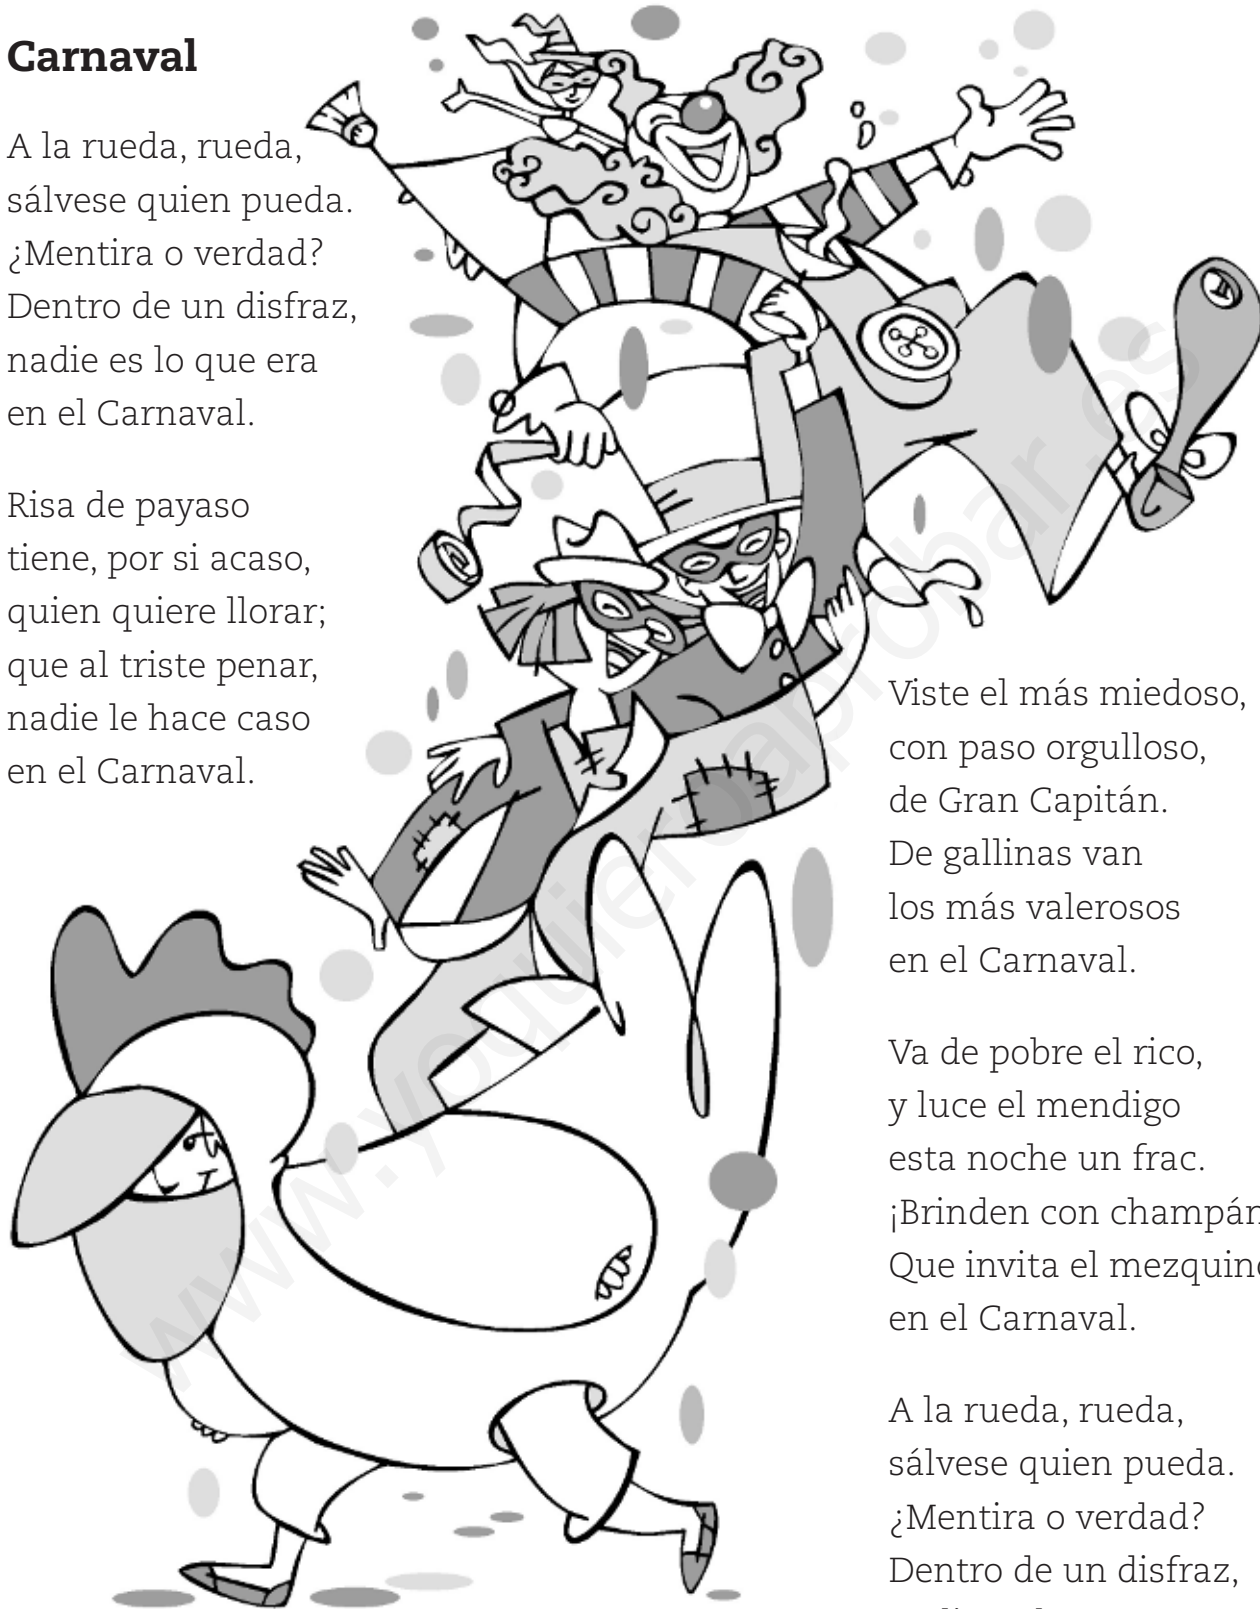 Carnaval
A la rueda, rueda,
sálvese quien pueda.
¿Mentira o verdad?
Dentro de un disfraz,
nadie es lo que era
en el Carnaval.
Risa de payaso
tiene, por si acaso,
quien quiere llorar;
que al triste penar,
nadie le hace caso
en el Carnaval.
Viste el más miedoso,
con paso orgulloso,
de Gran Capitán.
De gallinas van
los más valerosos
en el Carnaval.
Va de pobre el rico,
y luce el mendigo
esta noche un frac.
¡Brinden con champán
Que invita el mezquino
en el Carnaval.
A la rueda, rueda,
sálvese quien pueda.
¿Mentira o verdad?
Dentro de un disfraz,
www.yoquieroaprobar.es